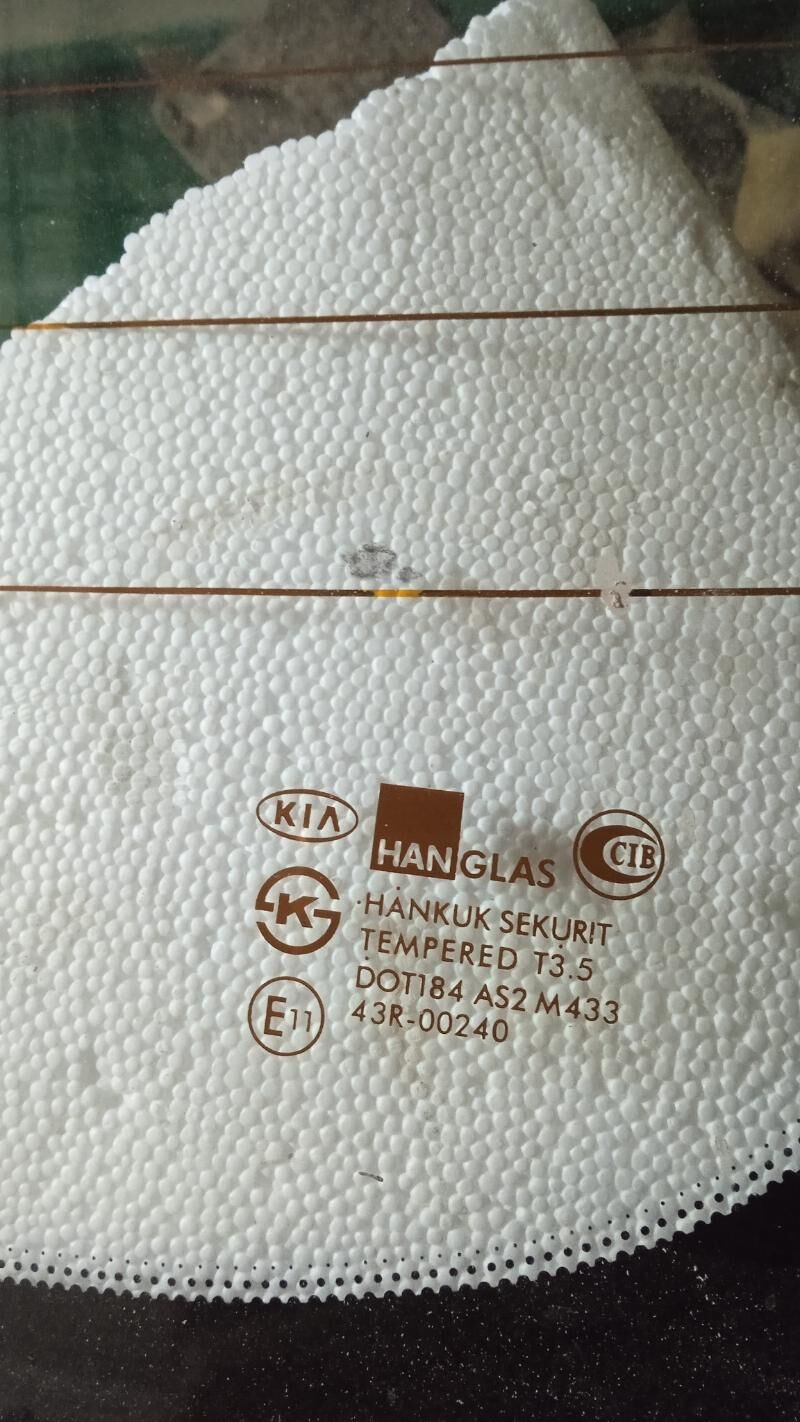 KIA
HANGLAS
CIB
K
HANKUK SEKURIT
TEMPERED T3.5
DOT184 AS2 M433
E11
43R-00240